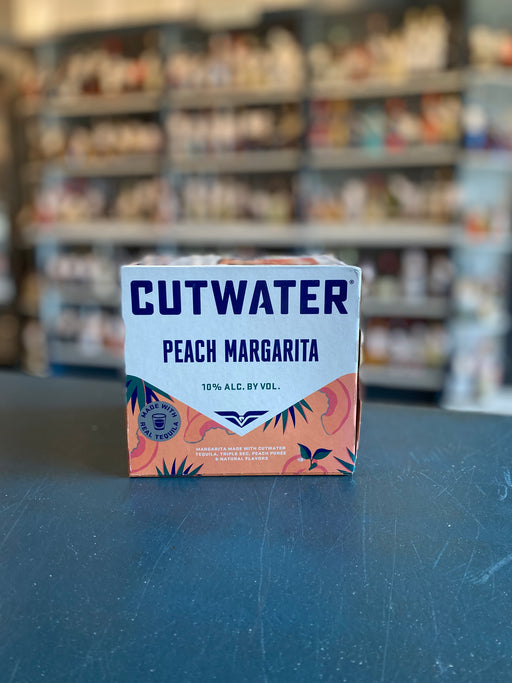 CUTWATER®
PEACH MARGARITA
10% ALC. BY VOL.
MADE WITH
REAL TEQUILA
MARGARITA MADE WITH CUTWATER
TEQUILA, TRIPLE SEC, PEACH PUREE
& NATURAL FLAVORS